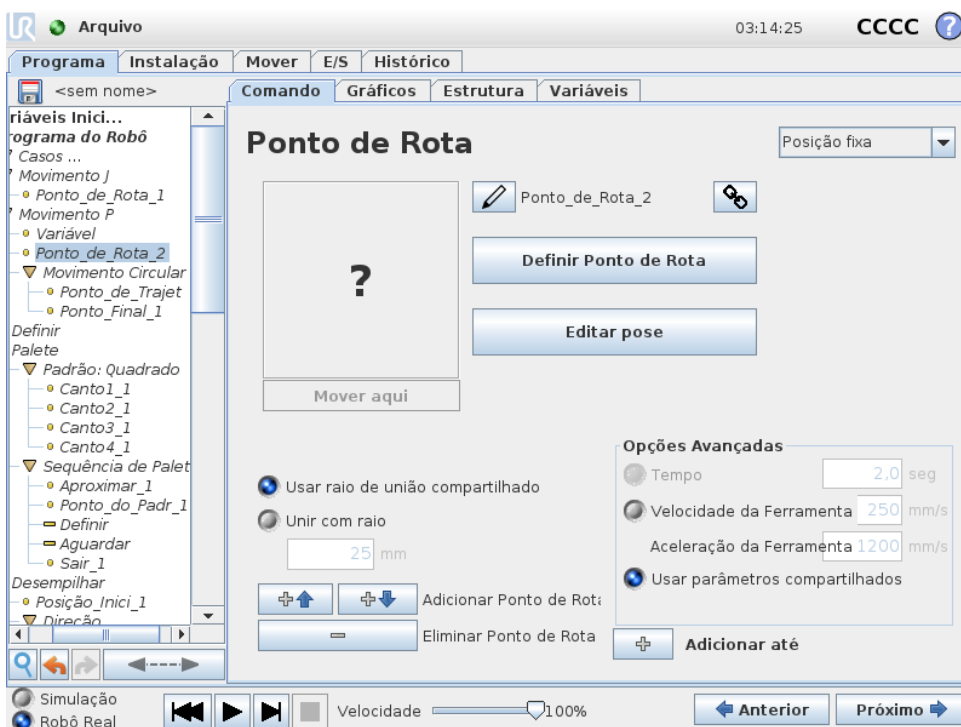 UR Arquivo 03:14:25 CCCC ?
Programa Instalação Mover E/S Histórico
<sem nome> Comando Gráficos Estrutura Variáveis
riáveis Inici...
rograma do Robô
Casos ...
Movimento J
Ponto_de_Rota_1
Movimento P
Variável
Ponto_de_Rota_2
Movimento Circular
Ponto_de_Trajet
Ponto_Final_1
Definir
Palete
Padrão: Quadrado
Canto1_1
Canto2_1
Canto3_1
Canto4_1
Sequência de Palet
Aproximar_1
Ponto_do_Padr_1
Definir
Aguardar
Sair_1
Desempilhar
Posição_Inici_1
Direção
Ponto de Rota
Posição fixa
Ponto_de_Rota_2
?
Definir Ponto de Rota
Editar pose
Mover aqui
Usar raio de união compartilhado
Unir com raio
25 mm
Adicionar Ponto de Rota
Eliminar Ponto de Rota
Opções Avançadas
Tempo 2,0 seg
Velocidade da Ferramenta 250 mm/s
Aceleração da Ferramenta 1200 mm/s
Usar parâmetros compartilhados
Adicionar até
Simulação
Robô Real
Velocidade 100%
Anterior Próximo